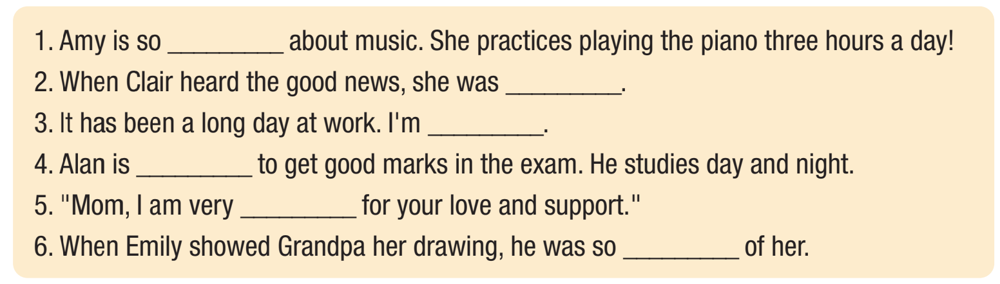 1. Amy is so _________ about music. She practices playing the piano three hours a day!
2. When Clair heard the good news, she was _________.
3. It has been a long day at work. I'm _________.
4. Alan is _________ to get good marks in the exam. He studies day and night.
5. "Mom, I am very _________ for your love and support."
6. When Emily showed Grandpa her drawing, he was so _________ of her.